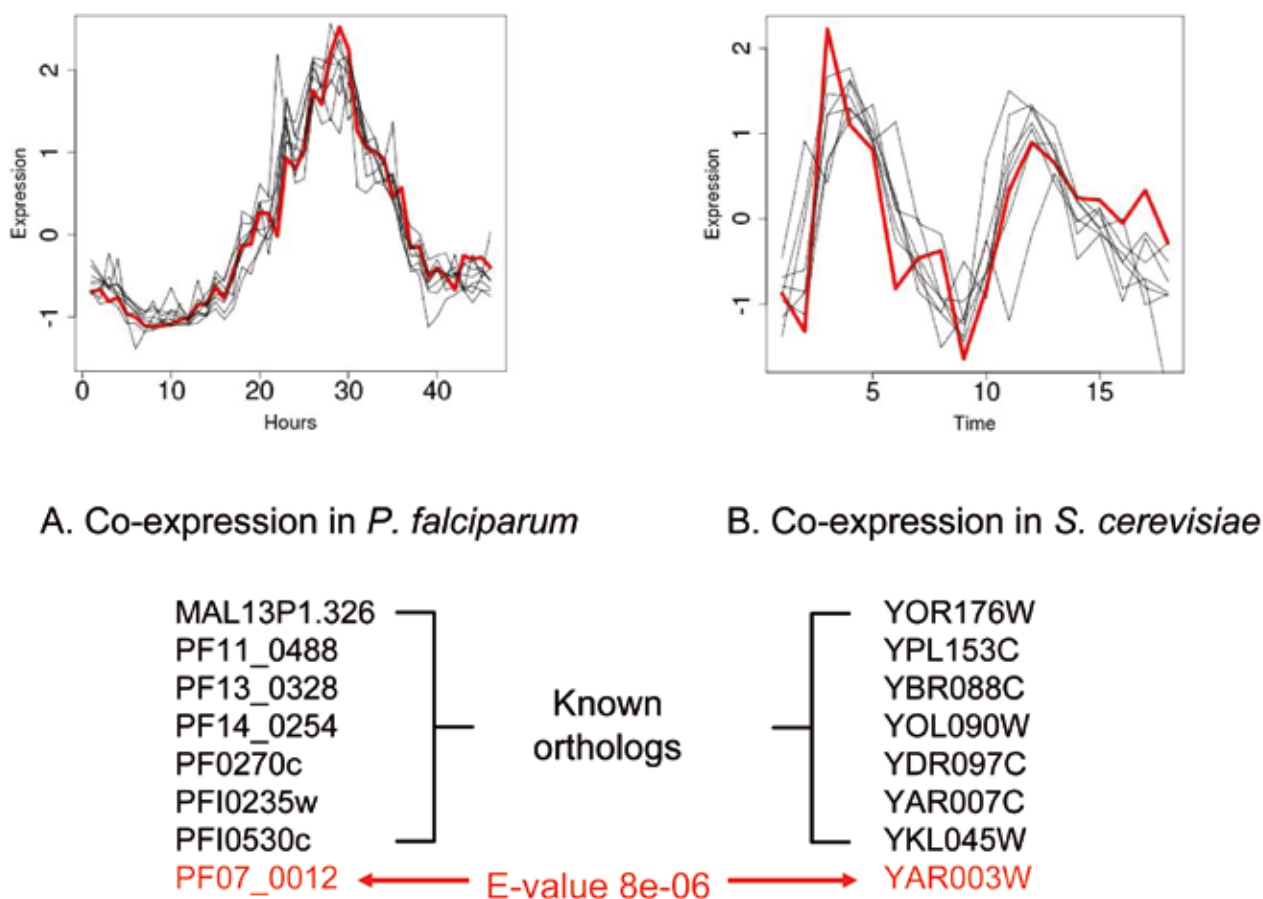 2
1
0
-1
Expression
0
10
20
30
40
Hours
2
1
0
-1
Expression
5
10
15
Time
A. Co-expression in P. falciparum
B. Co-expression in S. cerevisiae
MAL13P1.326
PF11_0488
PF13_0328
PF14_0254
PF0270c
PFI0235w
PFI0530c
PF07_0012
Known
orthologs
E-value 8e-06
YOR176W
YPL153C
YBR088C
YOL090W
YDR097C
YAR007C
YKL045W
YAR003W